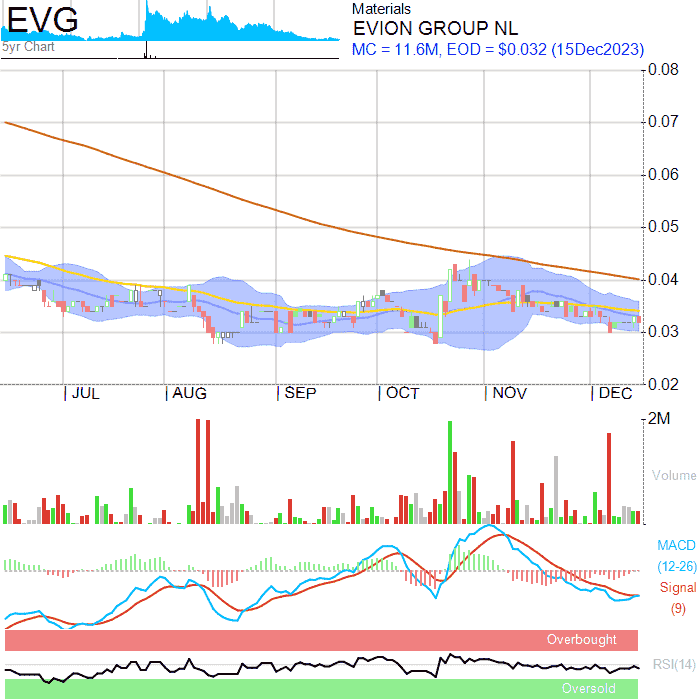 EVG
5yr Chart
Materials
EVION GROUP NL
MC = 11.6M, EOD = $0.032 (15Dec2023)
0.08
0.07
0.06
0.05
0.04
0.03
0.02
JUL AUG SEP OCT NOV DEC
2M
Volume
MACD
(12-26)
Signal
(9)
Overbought
RSI(14)
Oversold